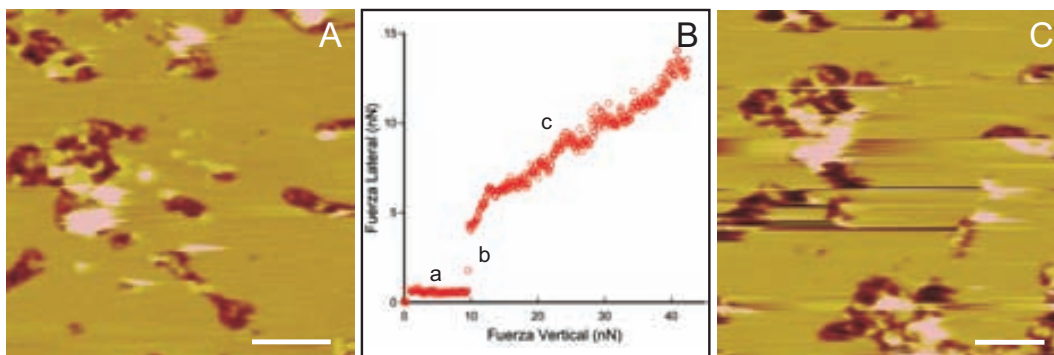 A
B
C
15
10
5
0
a
b
c
0
10
20
30
40
Fuerza Lateral (nN)
Fuerza Vertical (nN)